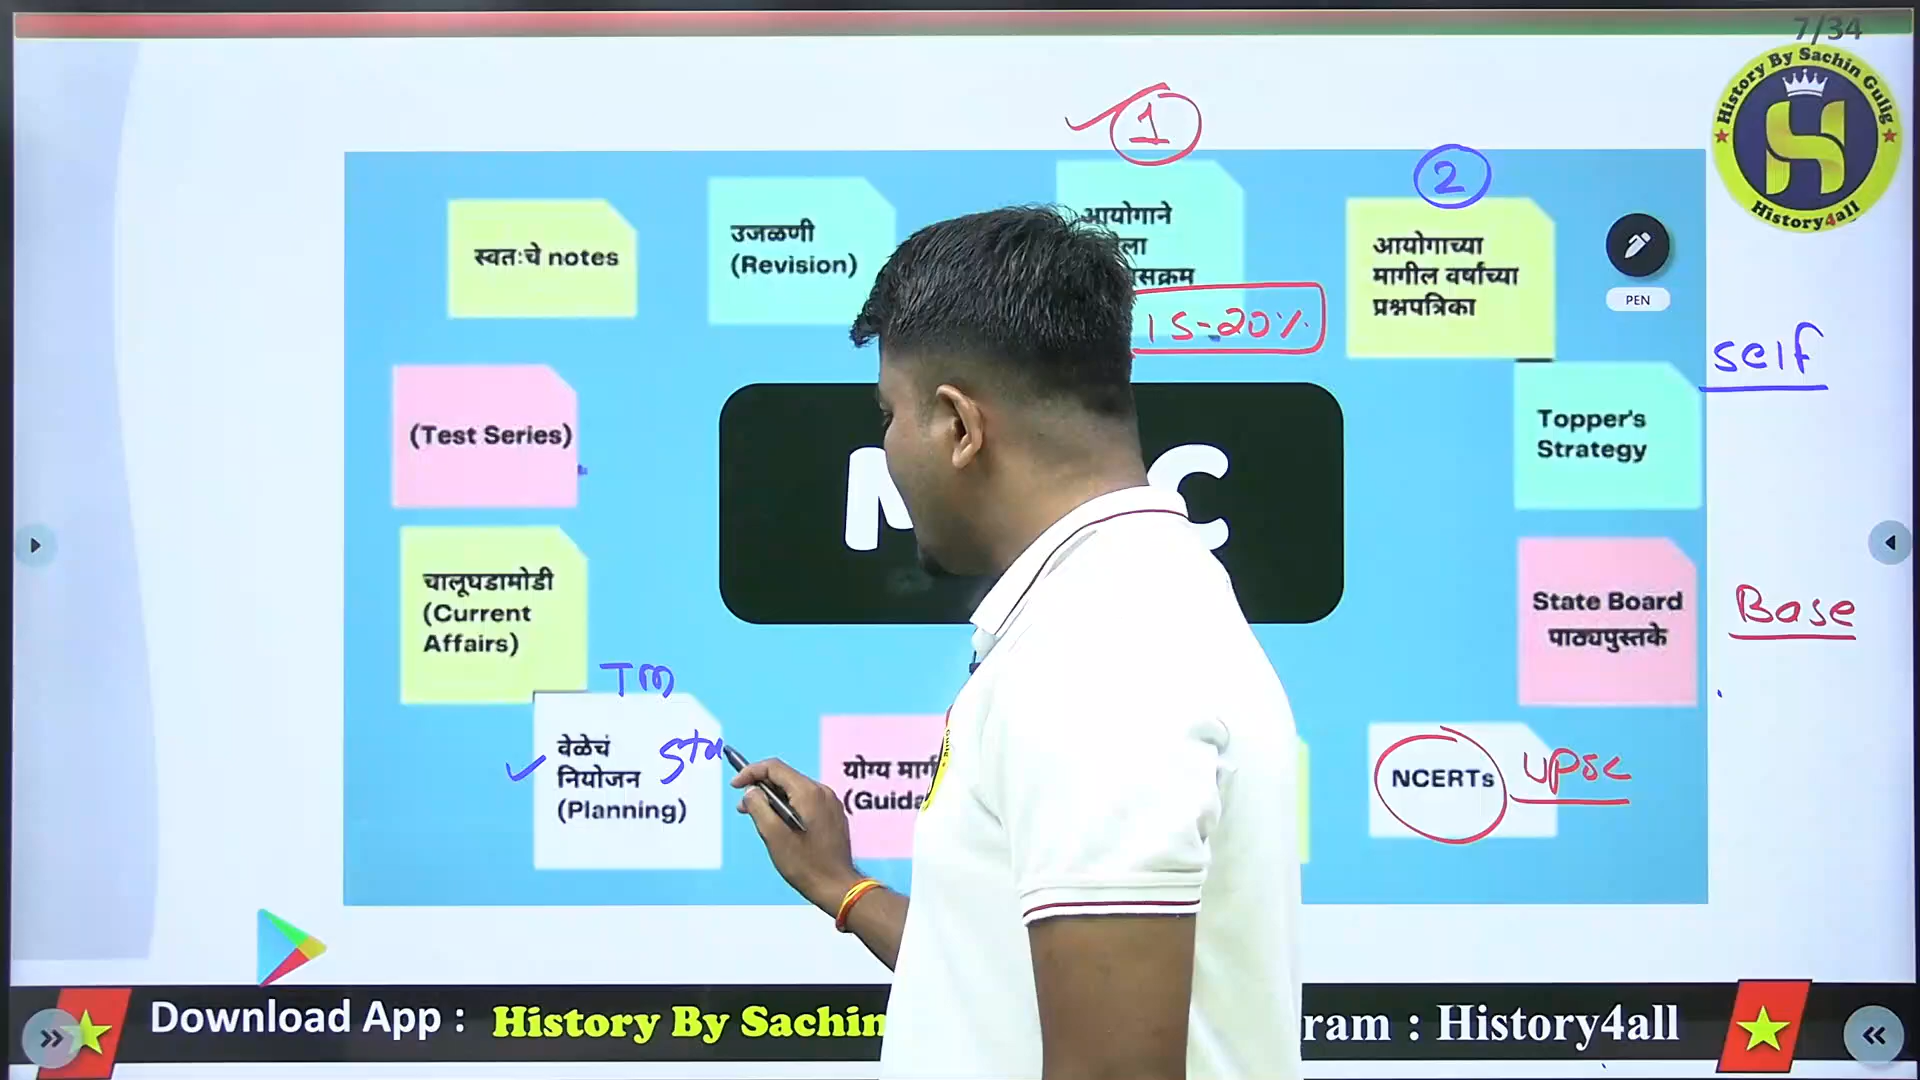 7/34
History By Sachin Gulig
History4all
1
2
स्वतःचे notes
उजळणी
(Revision)
आयोगाने
15-20%
आयोगाच्या
मागील वर्षाच्या
प्रश्नपत्रिका
PEN
self
(Test Series)
Topper's
Strategy
C
चालूघडामोडी
(Current
Affairs)
State Board
पाठ्यपुस्तके
Base
TM
वेळेचं
नियोजन
(Planning)
योग्य
NCERTs
UPSC
Download App :
History By Sachin
: History4all